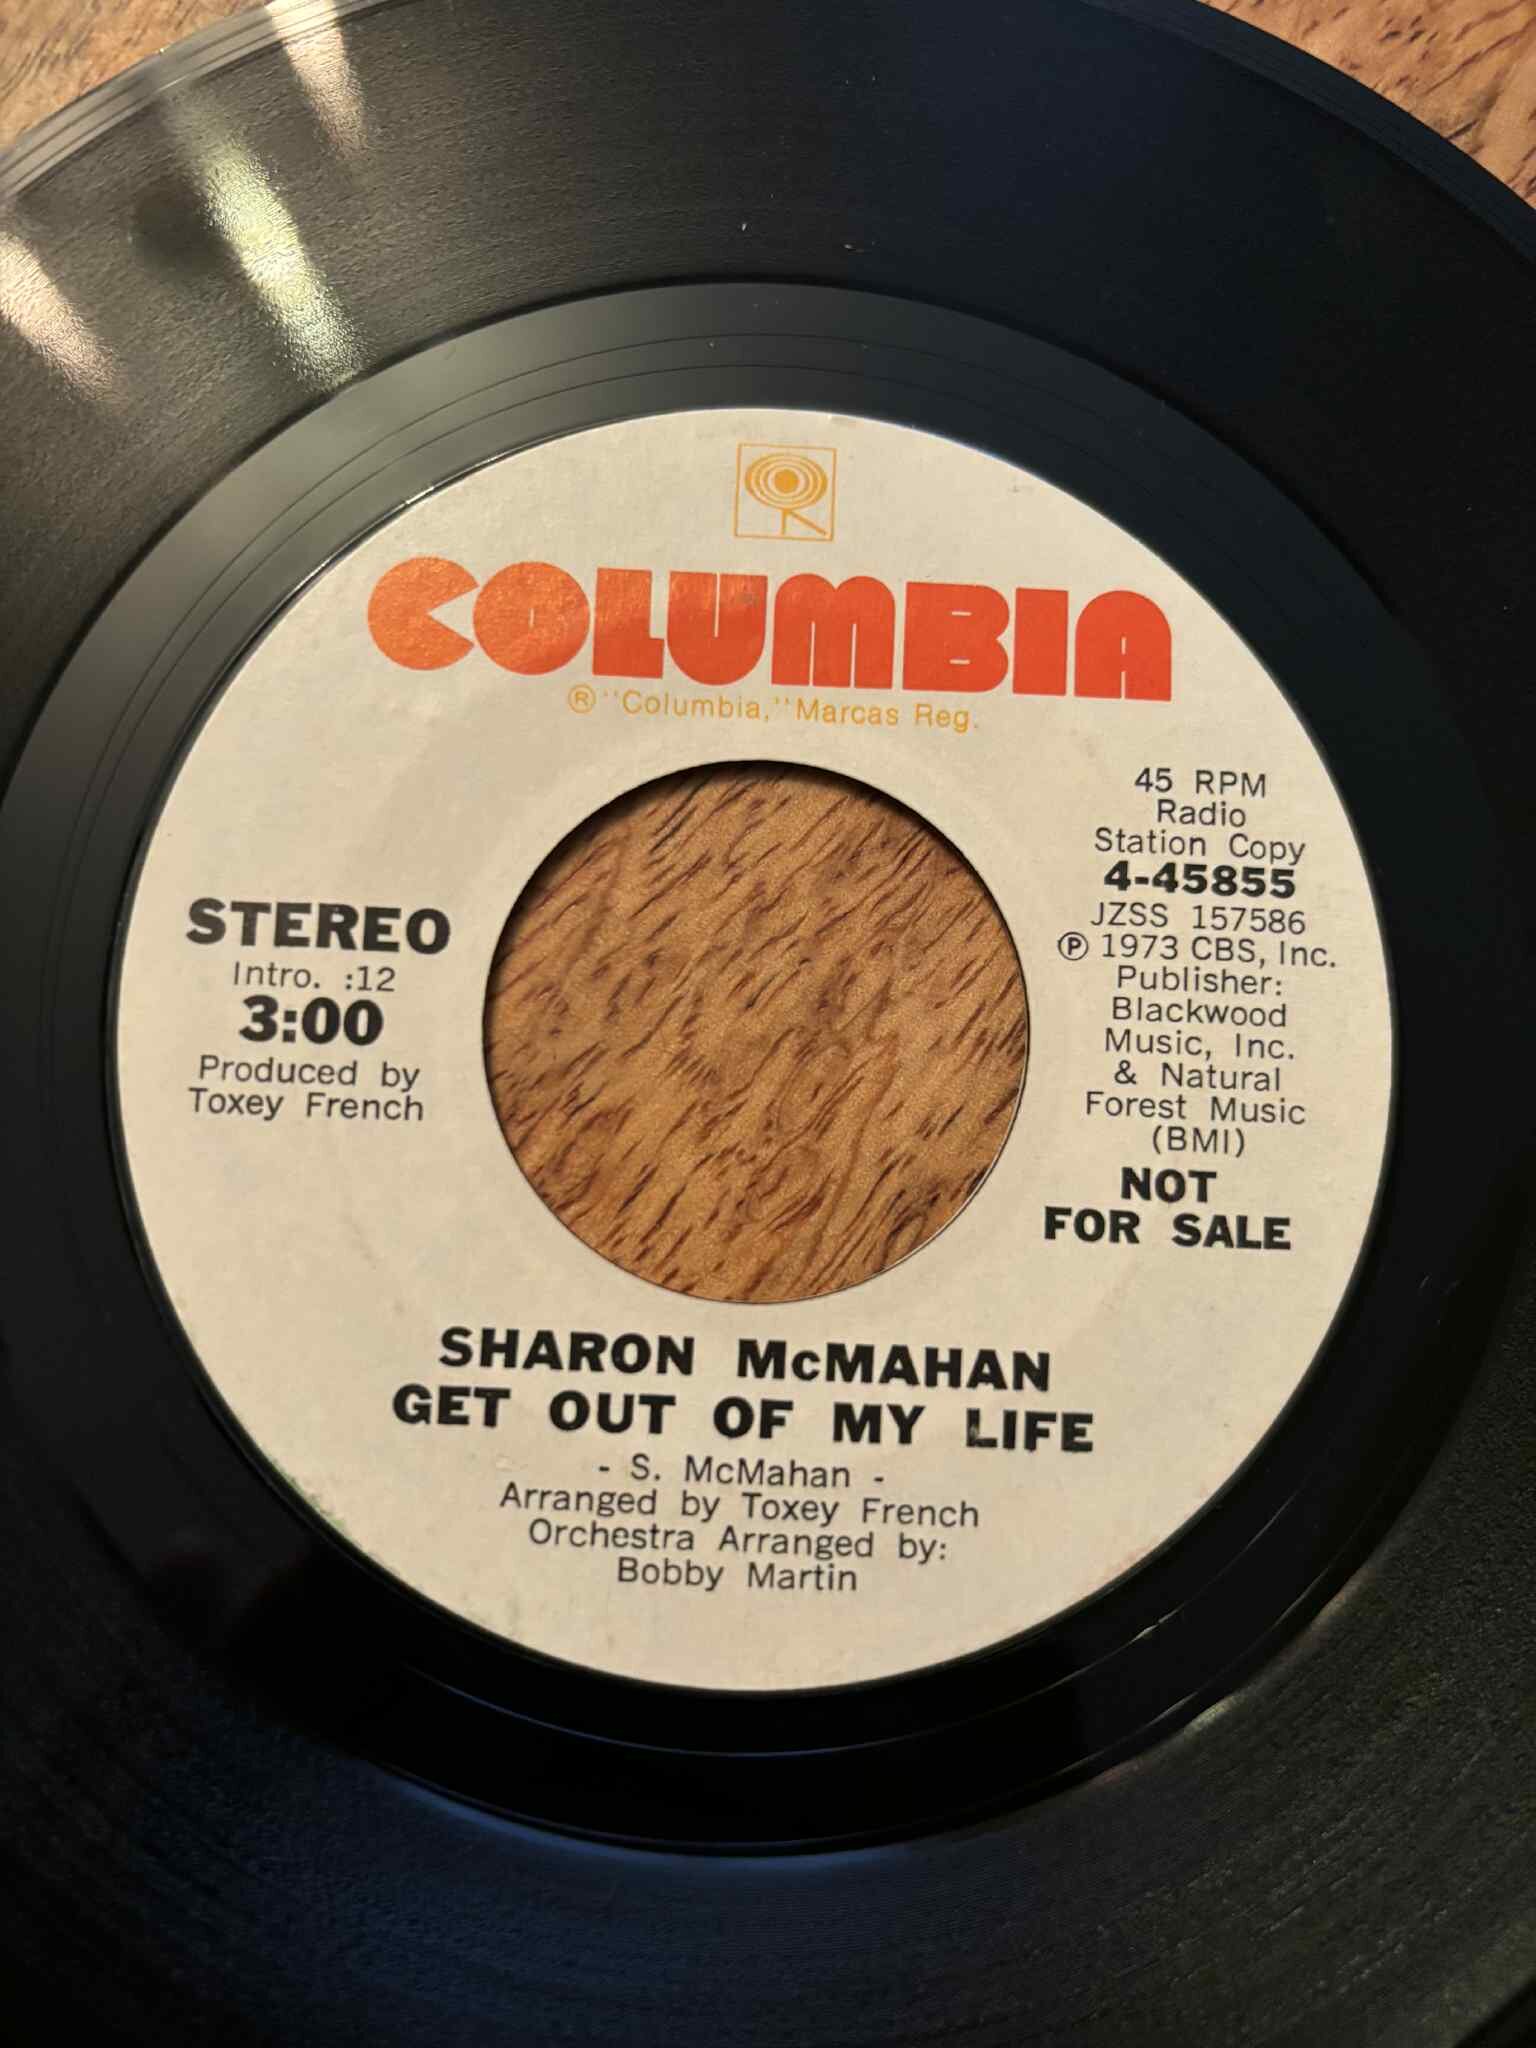 COLUMBIA
® "Columbia," Marcas Reg.
45 RPM
Radio
Station Copy
4-45855
JZSS 157586
℗ 1973 CBS, Inc.
Publisher:
Blackwood
Music, Inc.
& Natural
Forest Music
(BMI)
NOT
FOR SALE
STEREO
Intro. :12
3:00
Produced by
Toxey French
SHARON McMAHAN
GET OUT OF MY LIFE
- S. McMahan -
Arranged by Toxey French
Orchestra Arranged by:
Bobby Martin